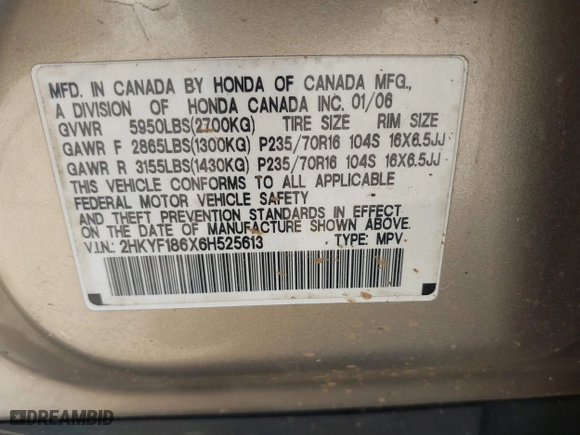 MFD. IN CANADA BY HONDA OF CANADA MFG.,
A DIVISION OF HONDA CANADA INC. 01/06
GVWR 5950LBS(2700KG) TIRE SIZE RIM SIZE
GAWR F 2865LBS(1300KG) P235/70R16 104S 16X6.5JJ
GAWR R 3155LBS(1430KG) P235/70R16 104S 16X6.5JJ
THIS VEHICLE CONFORMS TO ALL APPLICABLE
FEDERAL MOTOR VEHICLE SAFETY
AND THEFT PREVENTION STANDARDS IN EFFECT
ON THE DATE OF MANUFACTURE SHOWN ABOVE.
V.I.N.: 2HKYF186X6H525613 TYPE: MPV
DREAMBID